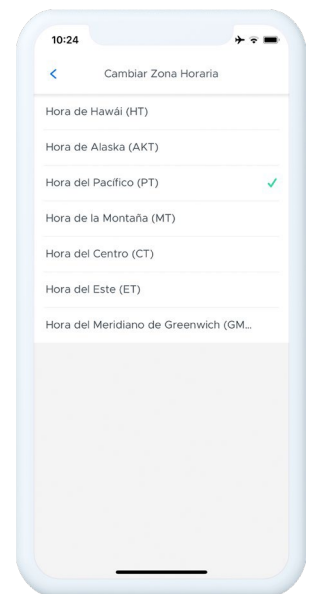 10:24
Cambiar Zona Horaria
Hora de Hawái (HT)
Hora de Alaska (AKT)
Hora del Pacífico (PT)
Hora de la Montaña (MT)
Hora del Centro (CT)
Hora del Este (ET)
Hora del Meridiano de Greenwich (GM...